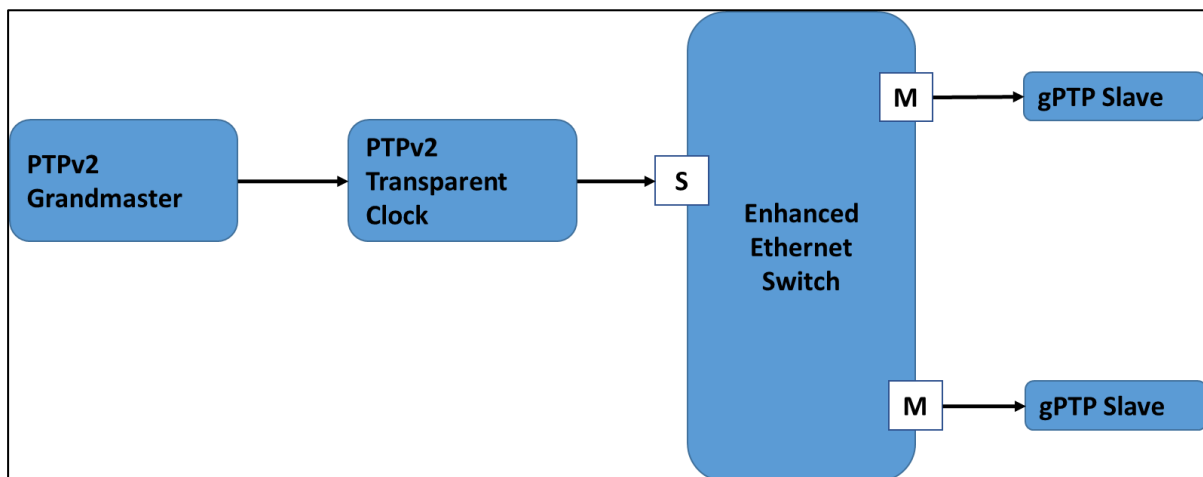 PTPv2
Grandmaster
PTPv2
Transparent
Clock
S
Enhanced
Ethernet
Switch
M
gPTP Slave
M
gPTP Slave